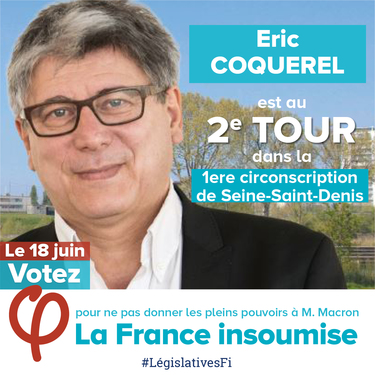 Eric
COQUEREL
est au
2e TOUR
dans la
1ere circonscription
de Seine-Saint-Denis
Le 18 juin
Votez
φ
pour ne pas donner les pleins pouvoirs à M. Macron
La France insoumise
#LégislativesFi